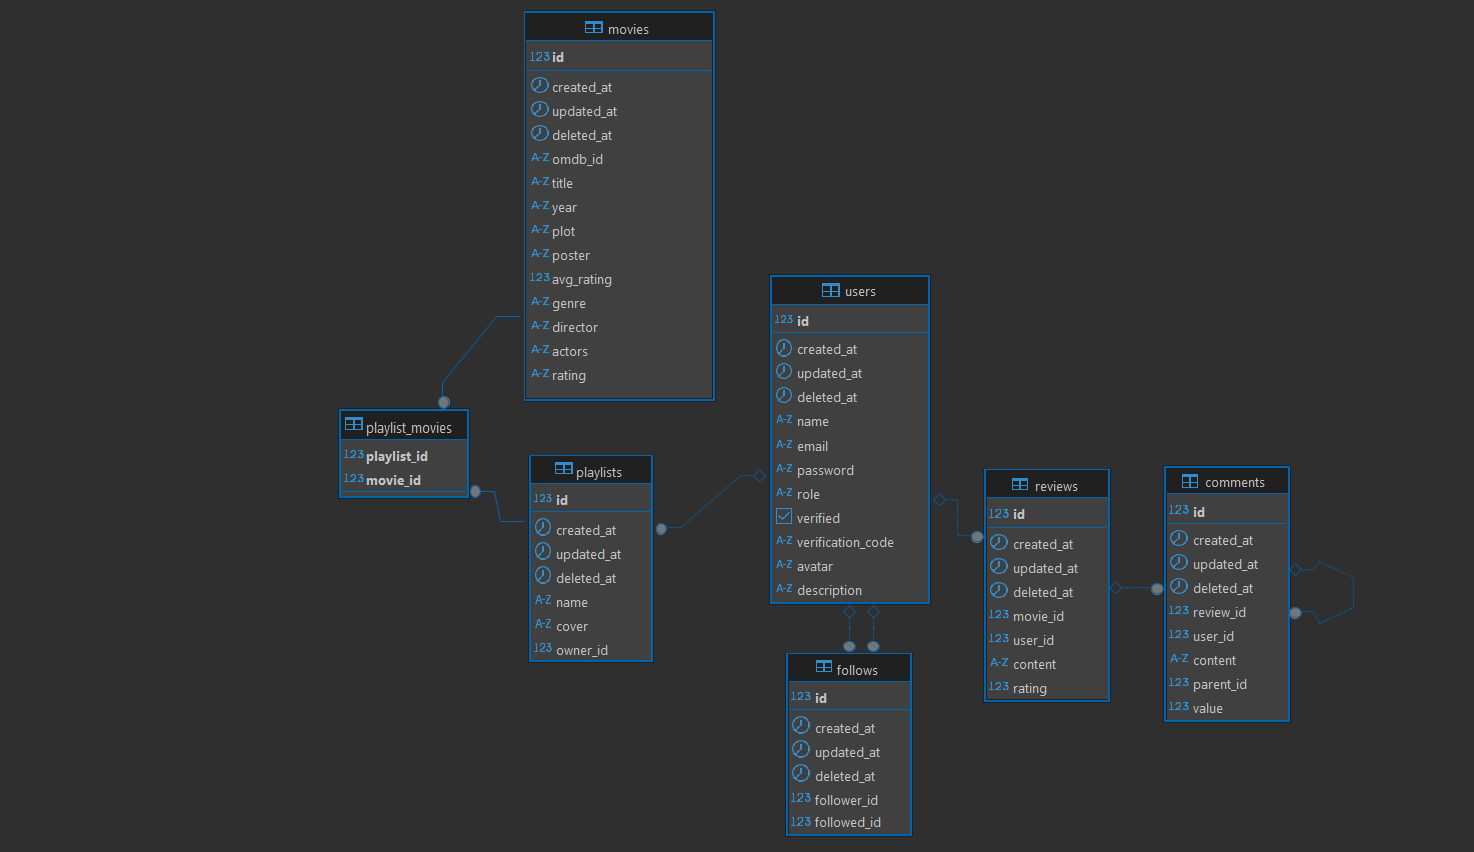 movies
123 id
created_at
updated_at
deleted_at
A-Z omdb_id
A-Z title
A-Z year
A-Z plot
A-Z poster
123 avg_rating
A-Z genre
A-Z director
A-Z actors
A-Z rating
playlist_movies
123 playlist_id
123 movie_id
playlists
123 id
created_at
updated_at
deleted_at
A-Z name
A-Z cover
123 owner_id
users
123 id
created_at
updated_at
deleted_at
A-Z name
A-Z email
A-Z password
A-Z role
verified
A-Z verification_code
A-Z avatar
A-Z description
follows
123 id
created_at
updated_at
deleted_at
123 follower_id
123 followed_id
reviews
123 id
created_at
updated_at
deleted_at
123 movie_id
123 user_id
A-Z content
123 rating
comments
123 id
created_at
updated_at
deleted_at
123 review_id
123 user_id
A-Z content
123 parent_id
123 value